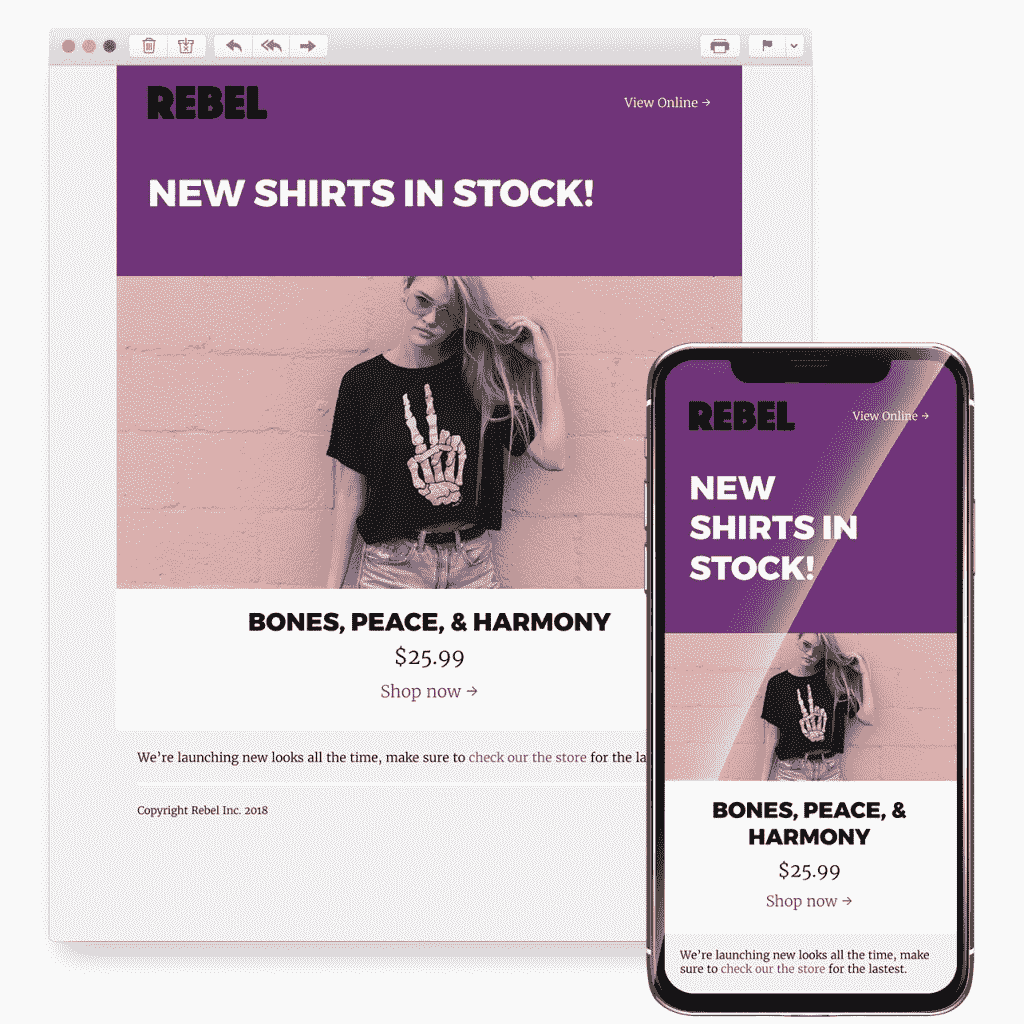 REBEL
View Online →
NEW SHIRTS IN STOCK!
BONES, PEACE, & HARMONY
$25.99
Shop now →
We're launching new looks all the time, make sure to check our the store for the la
Copyright Rebel Inc. 2018
REBEL
View Online →
NEW
SHIRTS IN
STOCK!
BONES, PEACE, &
HARMONY
$25.99
Shop now →
We're launching new looks all the time, make
sure to check our the store for the lastest.